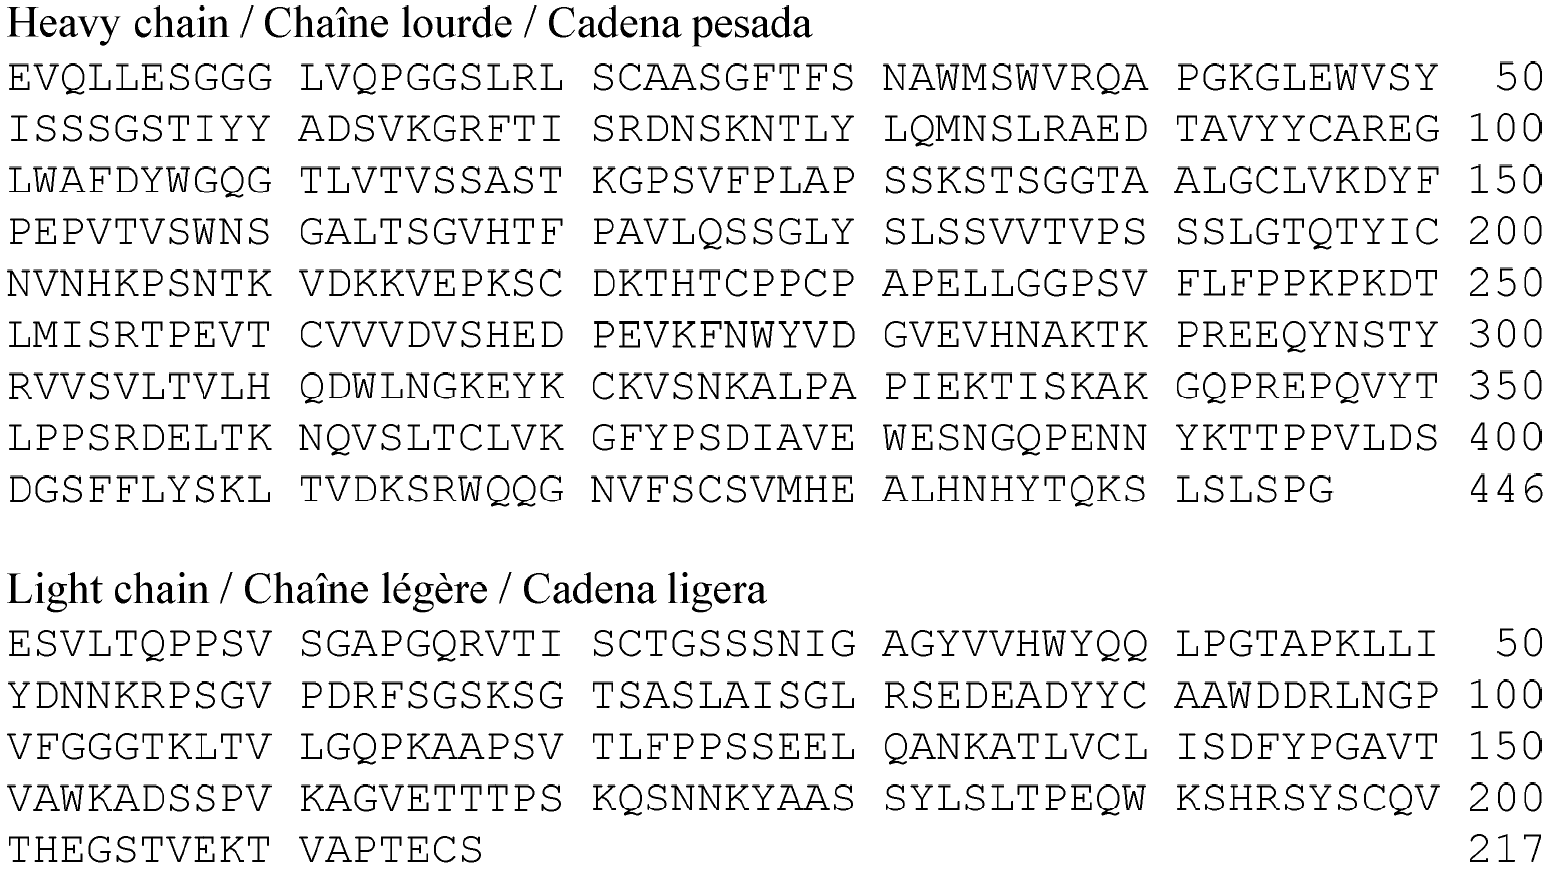 Heavy chain / Chaîne lourde / Cadena pesada
EVQLLESGGG LVQPGGSLRL SCAASGFTFS NAWMSWVRQA PGKGLEWVSY 50
ISSSGSTIYY ADSVKGRFTI SRDNSKNTLY LQMNSLRAED TAVYYCAREG 100
LWAFDYWGQG TLVTVSSAST KGPSVFPLAP SSKSTSGGTA ALGCLVKDYF 150
PEPVTVSWNS GALTSGVHTF PAVLQSSGLY SLSSVVTVPS SSLGTQTYIC 200
NVNHKPSNTK VDKKVEPKSC DKTHTCPPCP APELLGGPSV FLFPPKPKDT 250
LMISRTPEVT CVVVDVSHED PEVKFNWYVD GVEVHNAKTK PREEQYNSTY 300
RVVSVLTVLH QDWLNGKEYK CKVSNKALPA PIEKTISKAK GQPREPQVYT 350
LPPSRDELTK NQVSLTCLVK GFYPSDIAVE WESNGQPENN YKTTPPVLDS 400
DGSFFLYSKL TVDKSRWQQG NVFSCSVMHE ALHNHYTQKS LSLSPG 446
Light chain / Chaîne légère / Cadena ligera
ESVLTQPPSV SGAPGQRVTI SCTGSSSNIG AGYVVHWYQQ LPGTAPKLLI 50
YDNNKRPSGV PDRFSGSKSG TSASLAISGL RSEDEADYYC AAWDDRLNGP 100
VFGGGTKLTV LGQPKAAPSV TLFPPSSEEL QANKATLVCL ISDFYPGAVT 150
VAWKADSSPV KAGVETTTPS KQSNNKYAAS SYLSLTPEQW KSHRSYSCQV 200
THEGSTVEKT VAPTECS 217